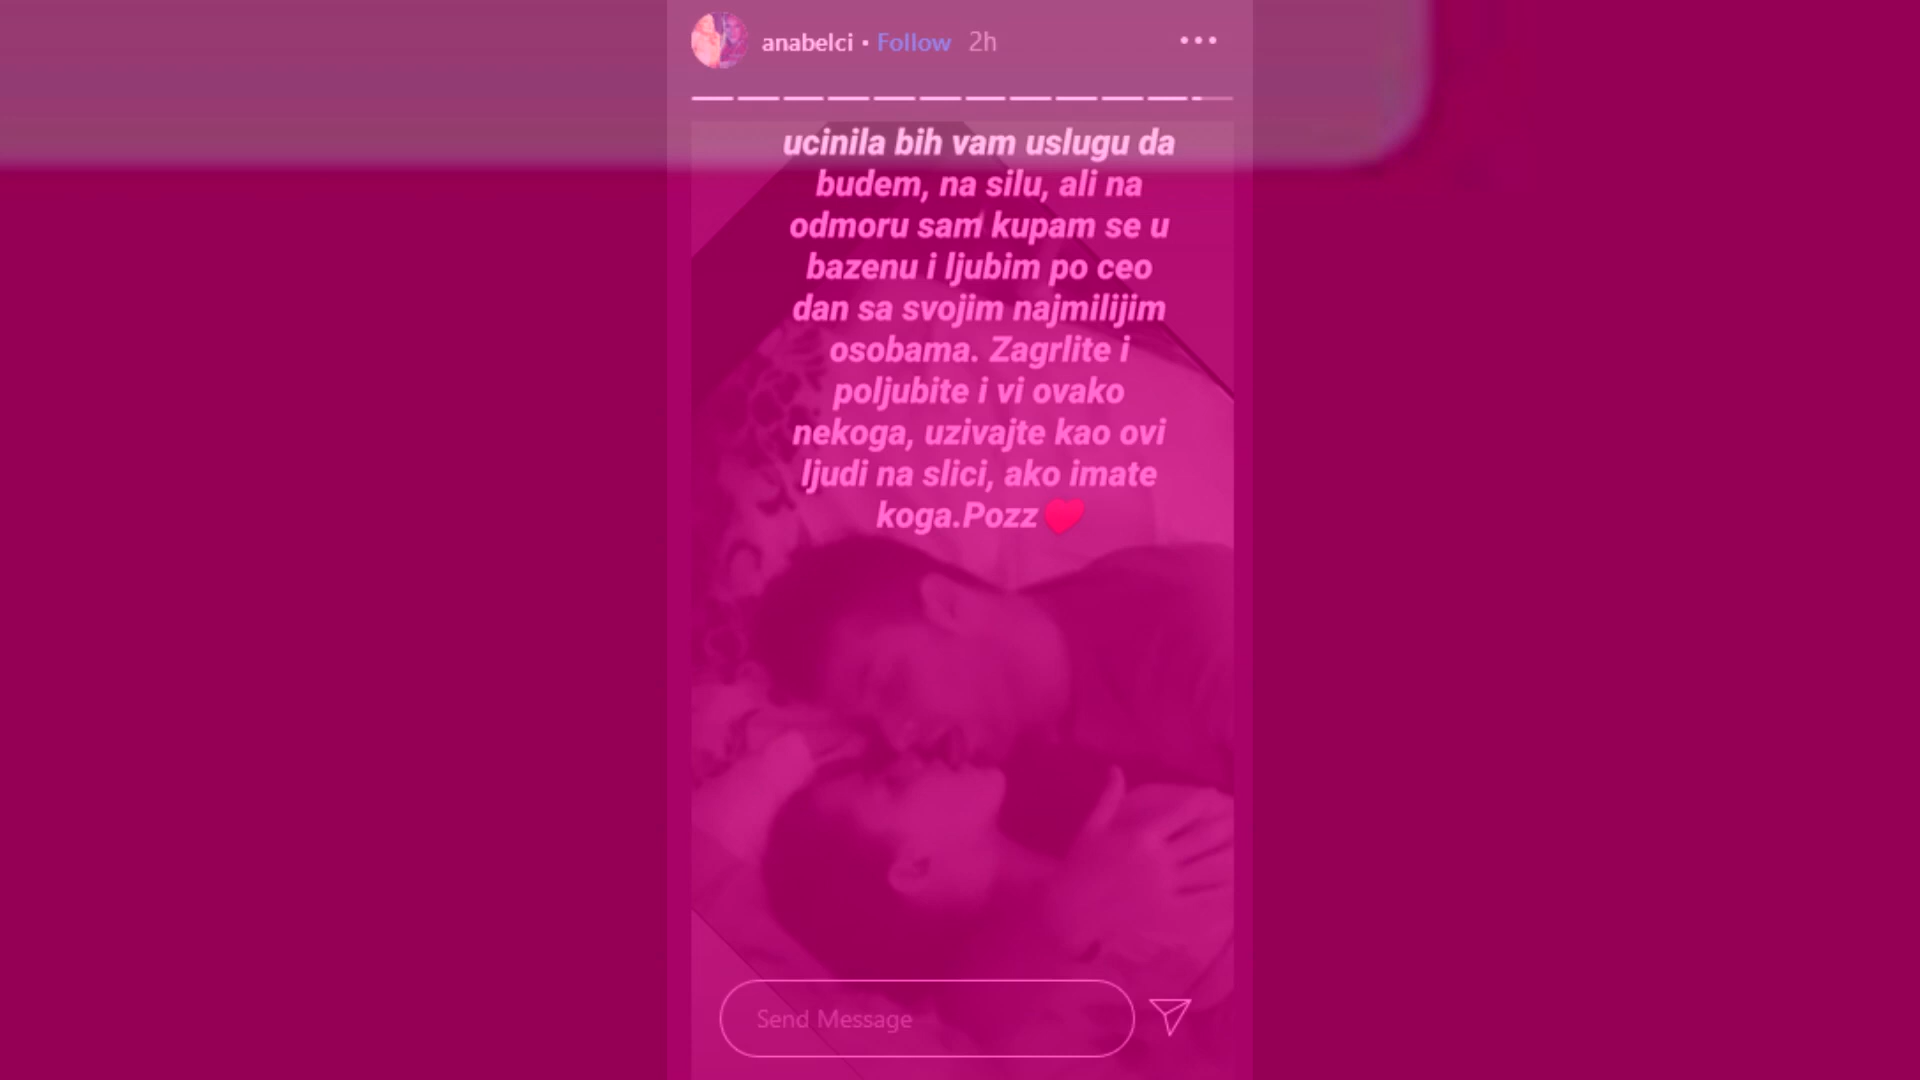 anabelci • Follow 2h
ucinila bih vam uslugu da
budem, na silu, ali na
odmoru sam kupam se u
bazenu i ljubim po ceo
dan sa svojim najmilijim
osobama. Zagrlite i
poljubite i vi ovako
nekoga, uzivajte kao ovi
ljudi na slici, ako imate
koga.Pozz❤️
Send Message